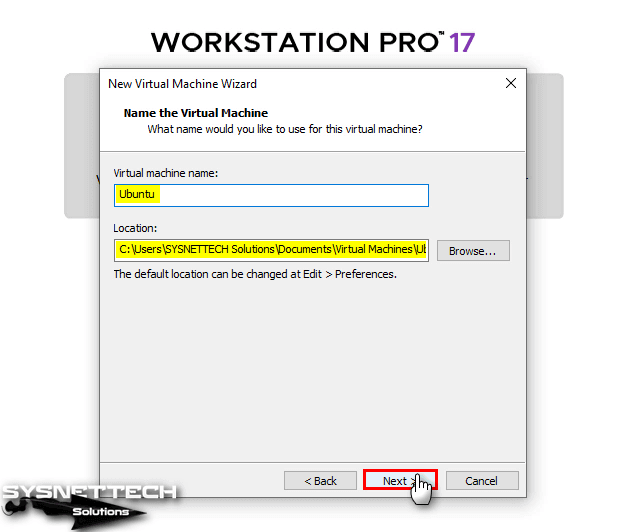 WORKSTATION PRO™ 17
New Virtual Machine Wizard
Name the Virtual Machine
What name would you like to use for this virtual machine?
Virtual machine name:
Ubuntu
Location:
C:\Users\SYSNETTECH Solutions\Documents\Virtual Machines\Ub
Browse...
The default location can be changed at Edit > Preferences.
< Back
Next >
Cancel
SYSNETTECH
Solutions